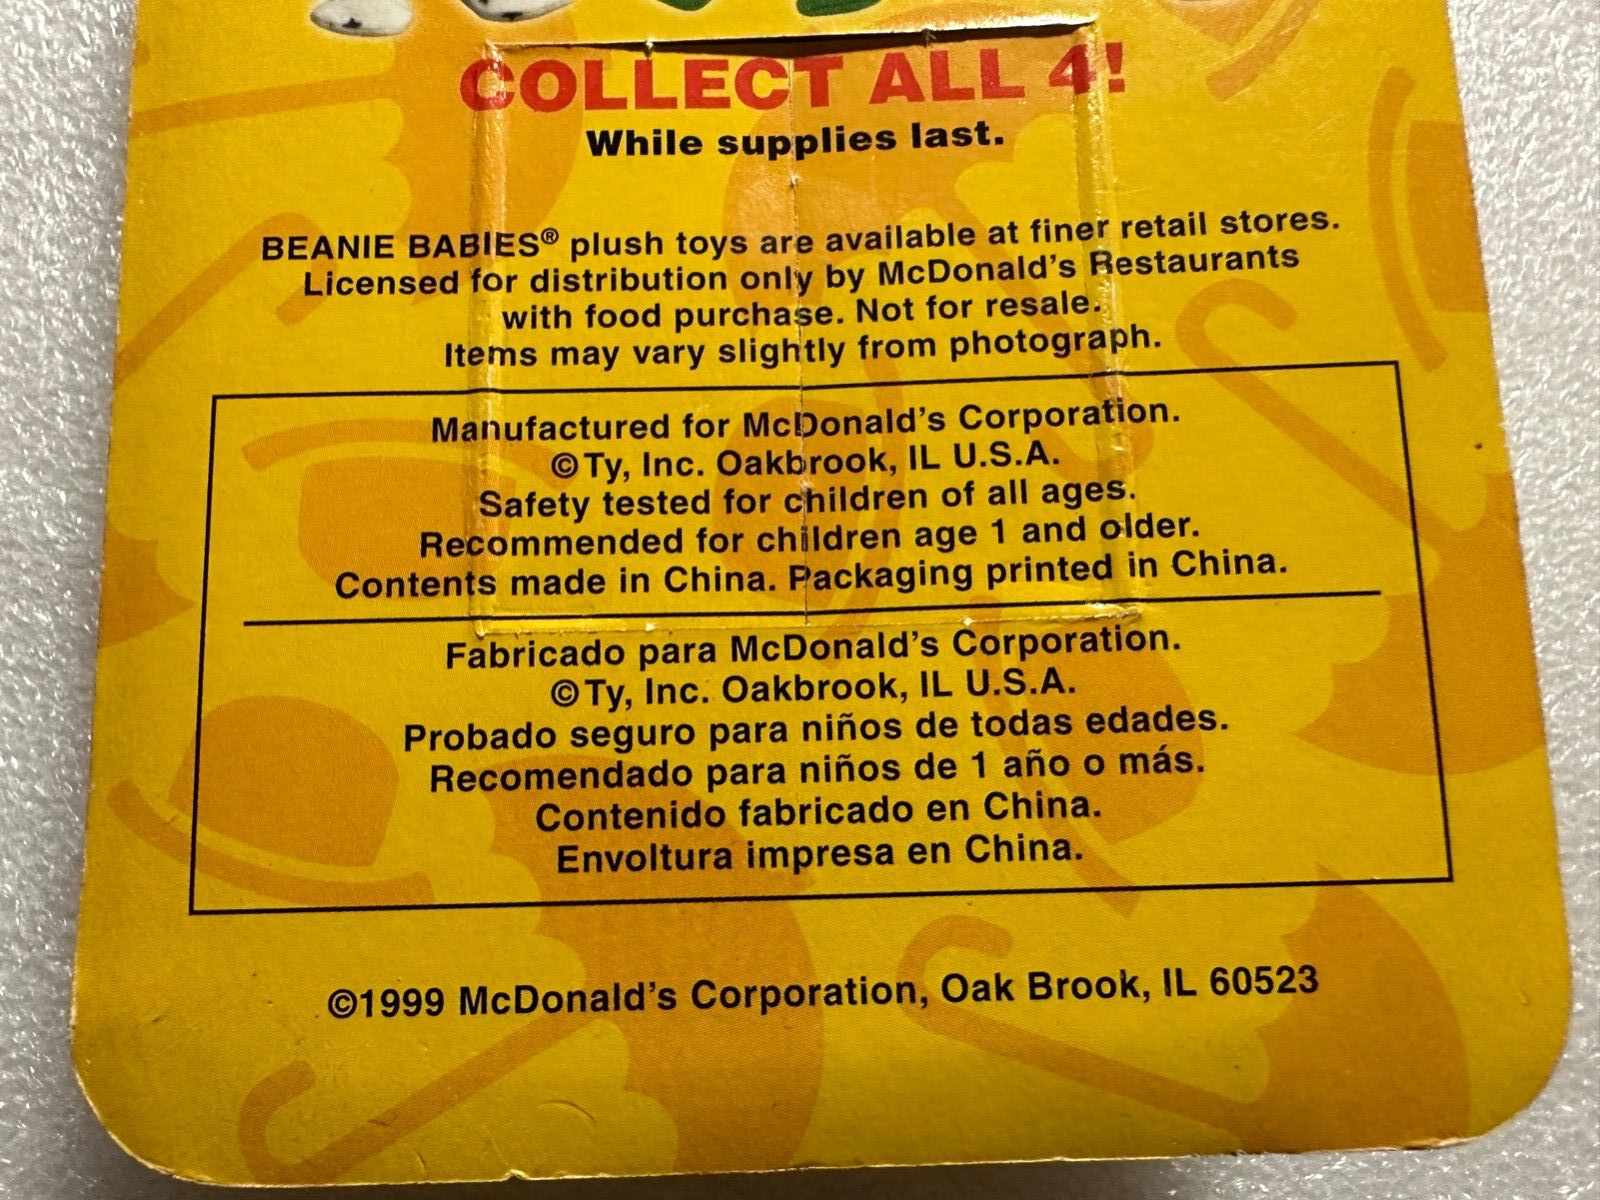 COLLECT ALL 4!
While supplies last.
BEANIE BABIES® plush toys are available at finer retail stores.
Licensed for distribution only by McDonald's Restaurants
with food purchase. Not for resale.
Items may vary slightly from photograph.
Manufactured for McDonald's Corporation.
©Ty, Inc. Oakbrook, IL U.S.A.
Safety tested for children of all ages.
Recommended for children age 1 and older.
Contents made in China. Packaging printed in China.
Fabricado para McDonald's Corporation.
©Ty, Inc. Oakbrook, IL U.S.A.
Probado seguro para niños de todas edades.
Recomendado para niños de 1 año o más.
Contenido fabricado en China.
Envoltura impresa en China.
©1999 McDonald's Corporation, Oak Brook, IL 60523